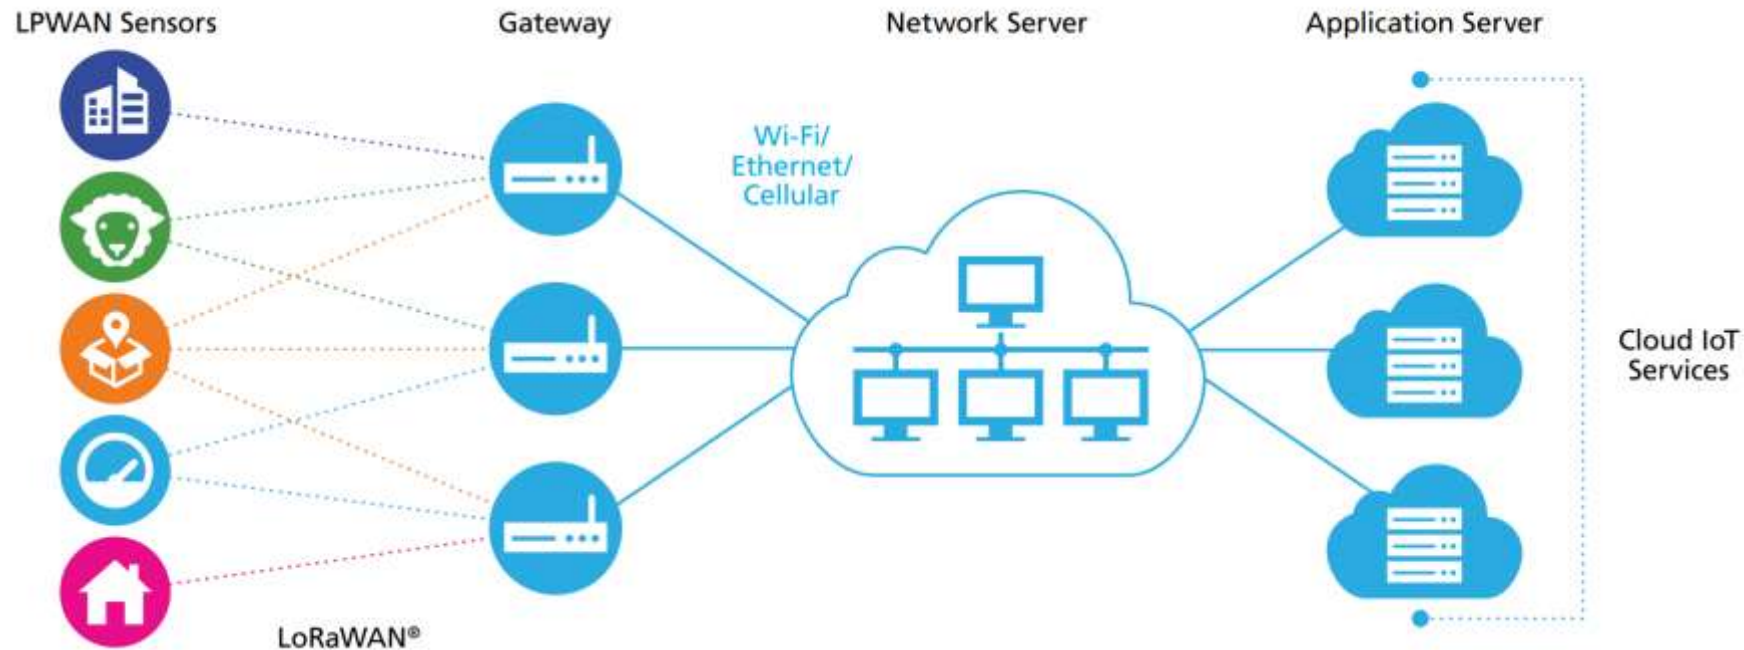 LPWAN Sensors
Gateway
Network Server
Application Server
Wi-Fi/
Ethernet/
Cellular
Cloud IoT
Services
LoRaWAN®